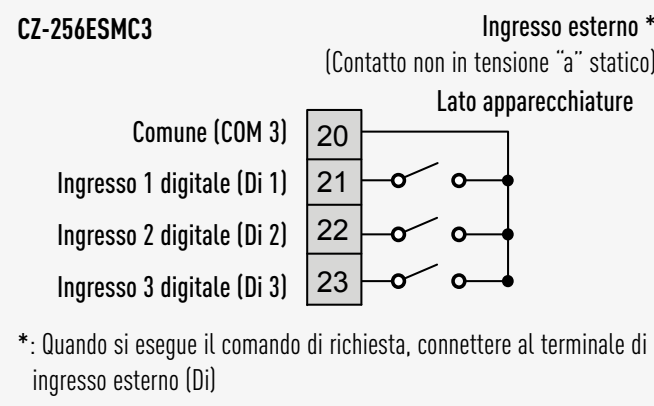 CZ-256ESMC3
Ingresso esterno *
(Contatto non in tensione “a” statico)
Lato apparecchiature
Comune (COM 3) 20
Ingresso 1 digitale (Di 1) 21
Ingresso 2 digitale (Di 2) 22
Ingresso 3 digitale (Di 3) 23
*: Quando si esegue il comando di richiesta, connettere al terminale di
ingresso esterno (Di)